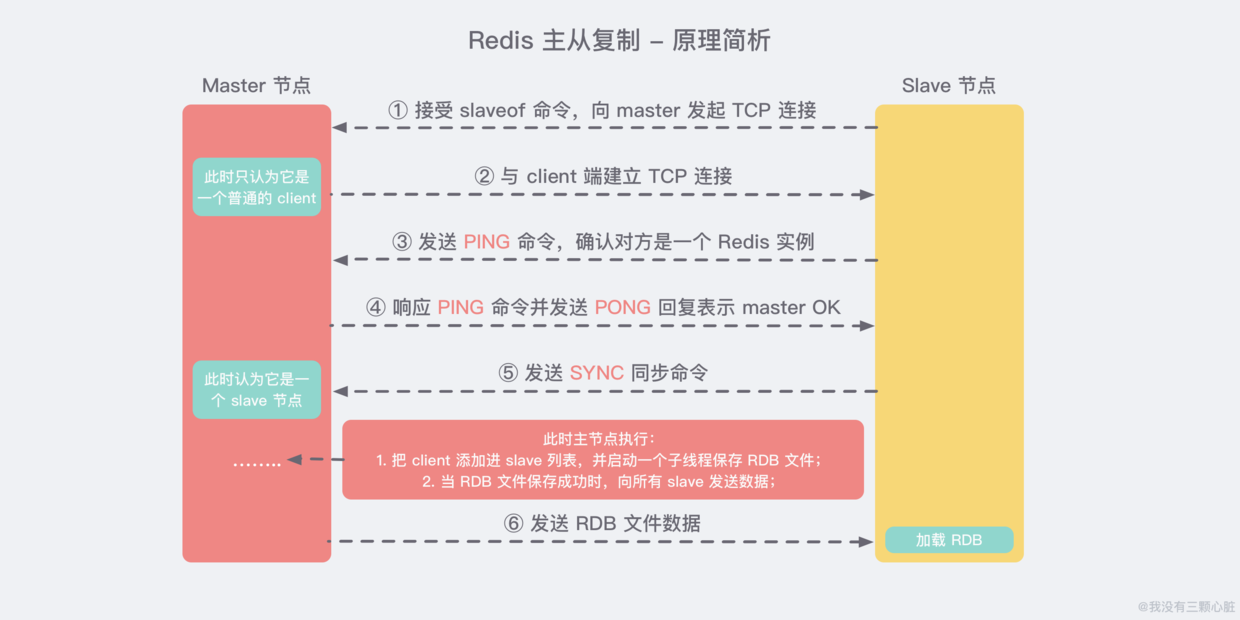 Redis 主从复制 – 原理简析
Master 节点
Slave 节点
① 接受 slaveof 命令，向 master 发起 TCP 连接
此时只认为它是
一个普通的 client
② 与 client 端建立 TCP 连接
③ 发送 PING 命令，确认对方是一个 Redis 实例
④ 响应 PING 命令并发送 PONG 回复表示 master OK
⑤ 发送 SYNC 同步命令
此时认为它是一
个 slave 节点
此时主节点执行：
1. 把 client 添加进 slave 列表，并启动一个子线程保存 RDB 文件；
2. 当 RDB 文件保存成功时，向所有 slave 发送数据；
........
⑥ 发送 RDB 文件数据
加载 RDB
@我没有三颗心脏